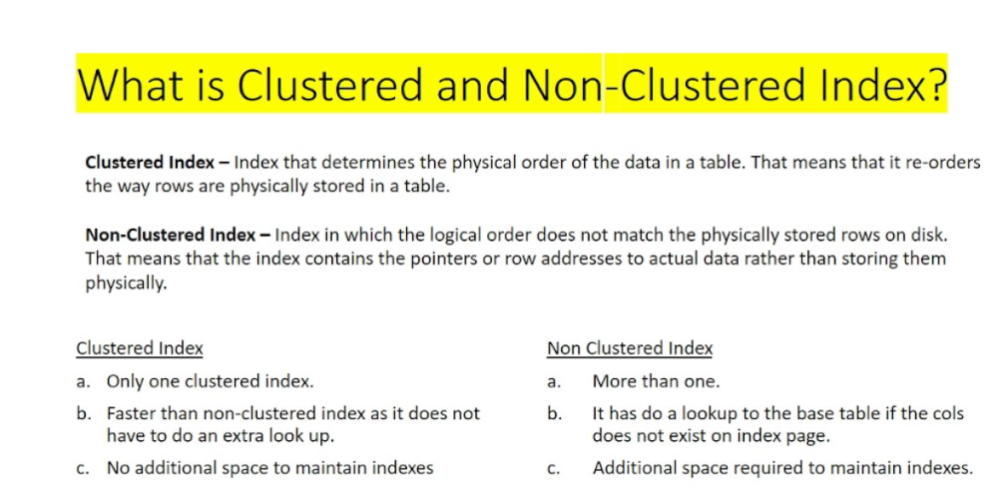 What is Clustered and Non-Clustered Index?
Clustered Index – Index that determines the physical order of the data in a table. That means that it re-orders
the way rows are physically stored in a table.
Non-Clustered Index – Index in which the logical order does not match the physically stored rows on disk.
That means that the index contains the pointers or row addresses to actual data rather than storing them
physically.
Clustered Index
a. Only one clustered index.
b. Faster than non-clustered index as it does not
have to do an extra look up.
c. No additional space to maintain indexes
Non Clustered Index
a. More than one.
b. It has do a lookup to the base table if the cols
does not exist on index page.
c. Additional space required to maintain indexes.